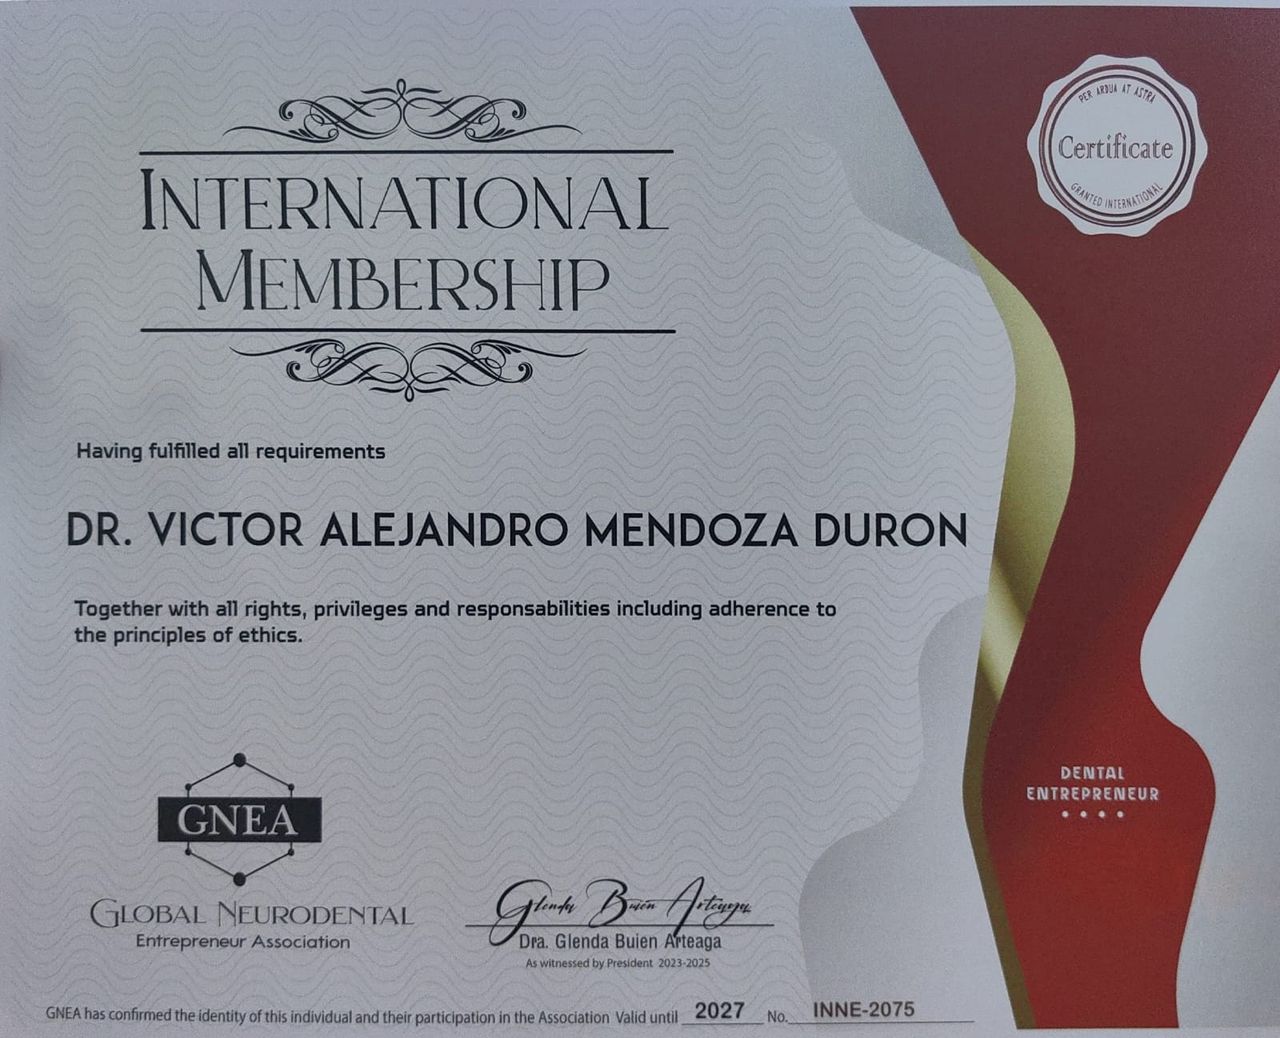 PER ARDUA AT ASTRA
Certificate
GRANTED INTERNATIONAL
INTERNATIONAL
MEMBERSHIP
Having fulfilled all requirements
DR. VICTOR ALEJANDRO MENDOZA DURON
Together with all rights, privileges and responsabilities including adherence to
the principles of ethics.
DENTAL
ENTREPRENEUR
GNEA
GLOBAL NEURODENTAL
Entrepreneur Association
Glenda Buien Arteaga
Dra. Glenda Buien Arteaga
As witnessed by President 2023-2025
GNEA has confirmed the identity of this individual and their participation in the Association Valid until 2027 No. INNE-2075